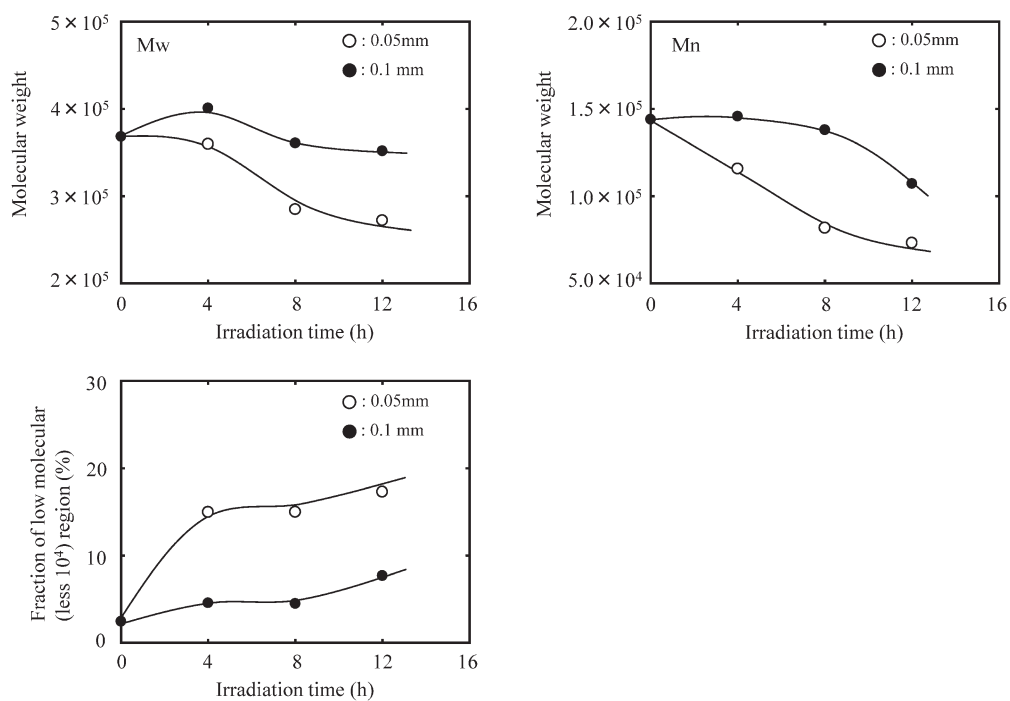 5 × 10⁵
4 × 10⁵
3 × 10⁵
2 × 10⁵
Molecular weight
Mw
: 0.05mm
: 0.1 mm
0 4 8 12 16
Irradiation time (h)
2.0 × 10⁵
1.5 × 10⁵
1.0 × 10⁵
5.0 × 10⁴
Molecular weight
Mn
: 0.05mm
: 0.1 mm
0 4 8 12 16
Irradiation time (h)
30
20
10
0
Fraction of low molecular
(less 10⁴) region (%)
: 0.05mm
: 0.1 mm
0 4 8 12 16
Irradiation time (h)